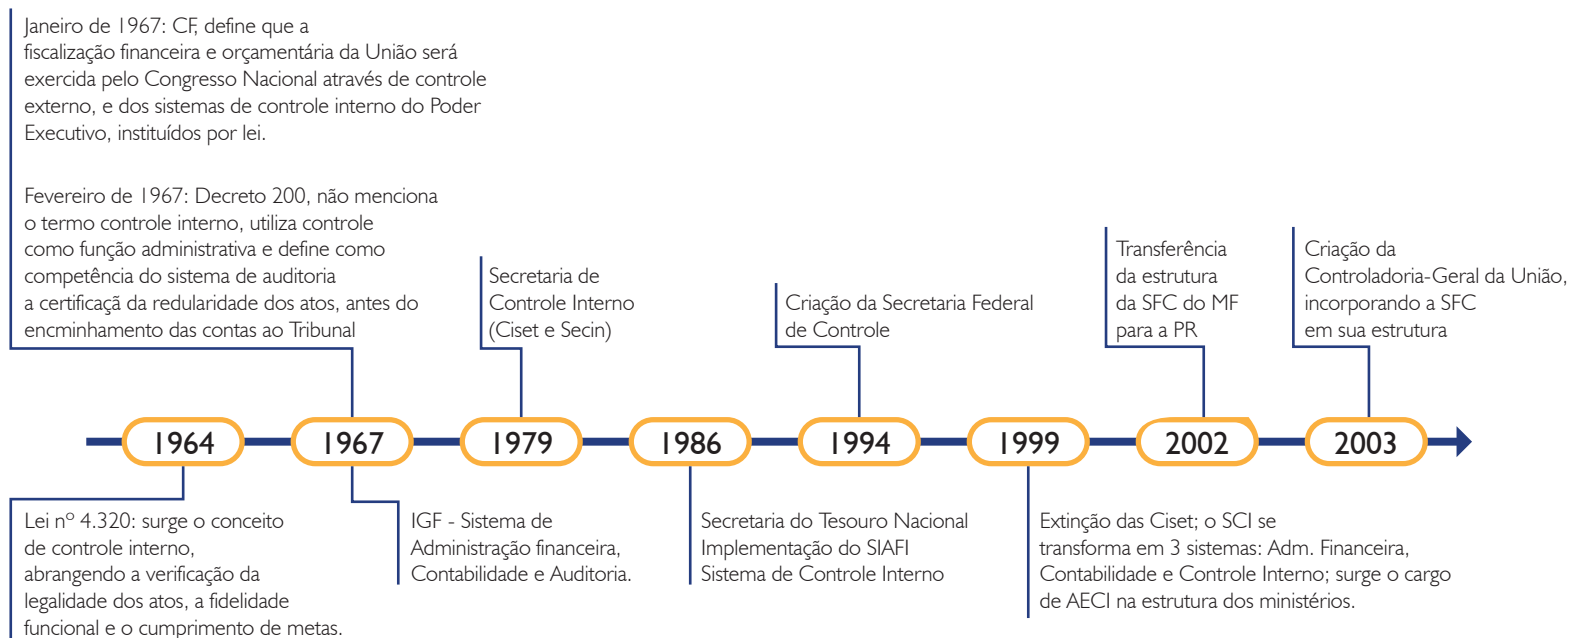 Janeiro de 1967: CF, define que a
fiscalização financeira e orçamentária da União será
exercida pelo Congresso Nacional através de controle
externo, e dos sistemas de controle interno do Poder
Executivo, instituídos por lei.
Fevereiro de 1967: Decreto 200, não menciona
o termo controle interno, utiliza controle
como função administrativa e define como
competência do sistema de auditoria
a certificaçã da redularidade dos atos, antes do
encminhamento das contas ao Tribunal
Secretaria de
Controle Interno
(Ciset e Secin)
Criação da Secretaria Federal
de Controle
Transferência
da estrutura
da SFC do MF
para a PR
Criação da
Controladoria-Geral da União,
incorporando a SFC
em sua estrutura
1964
1967
1979
1986
1994
1999
2002
2003
Lei nº 4.320: surge o conceito
de controle interno,
abrangendo a verificação da
legalidade dos atos, a fidelidade
funcional e o cumprimento de metas.
IGF - Sistema de
Administração financeira,
Contabilidade e Auditoria.
Secretaria do Tesouro Nacional
Implementação do SIAFI
Sistema de Controle Interno
Extinção das Ciset; o SCI se
transforma em 3 sistemas: Adm. Financeira,
Contabilidade e Controle Interno; surge o cargo
de AECI na estrutura dos ministérios.